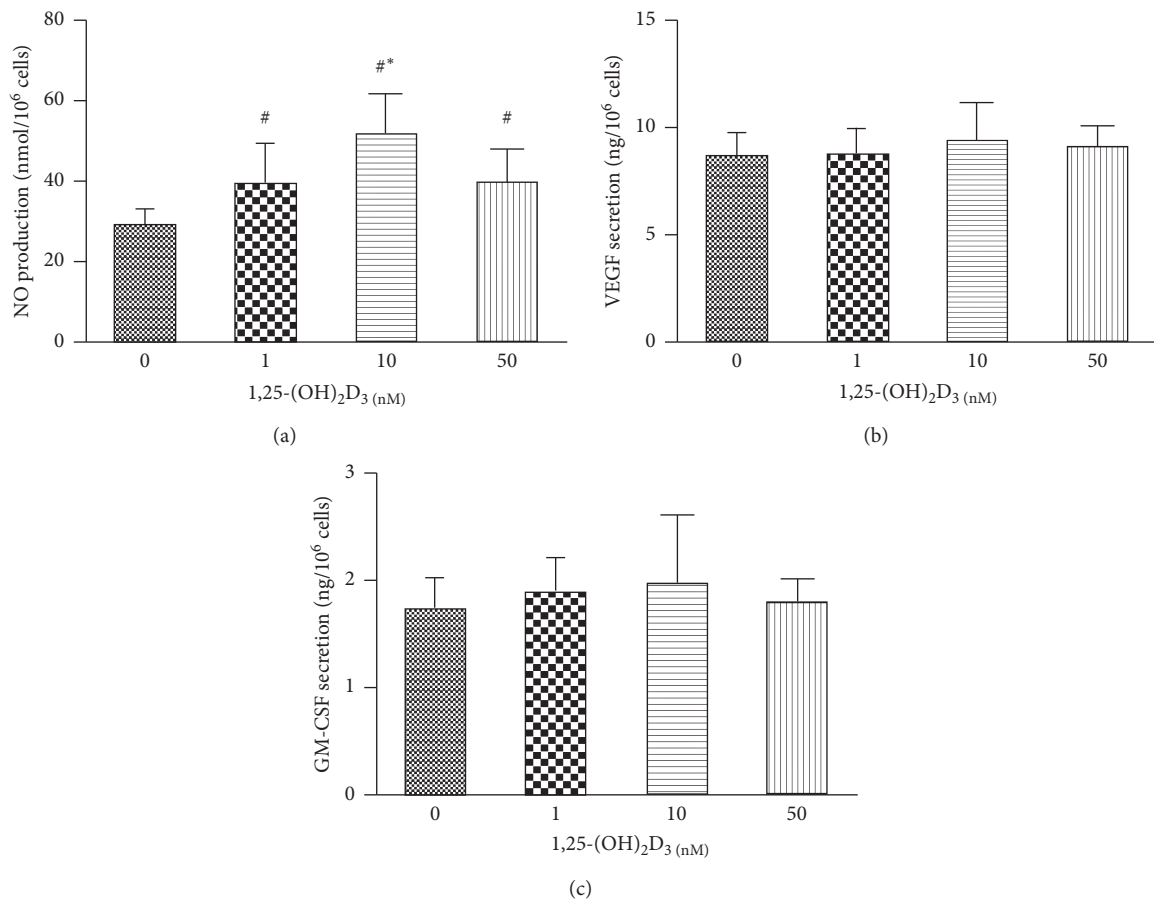 NO production (nmol/10⁶ cells)
80
60
40
20
0
#
#*
#
0 1 10 50
1,25-(OH)₂D₃ (nM)
(a)
VEGF secretion (ng/10⁶ cells)
15
10
5
0
0 1 10 50
1,25-(OH)₂D₃ (nM)
(b)
GM-CSF secretion (ng/10⁶ cells)
3
2
1
0
0 1 10 50
1,25-(OH)₂D₃ (nM)
(c)